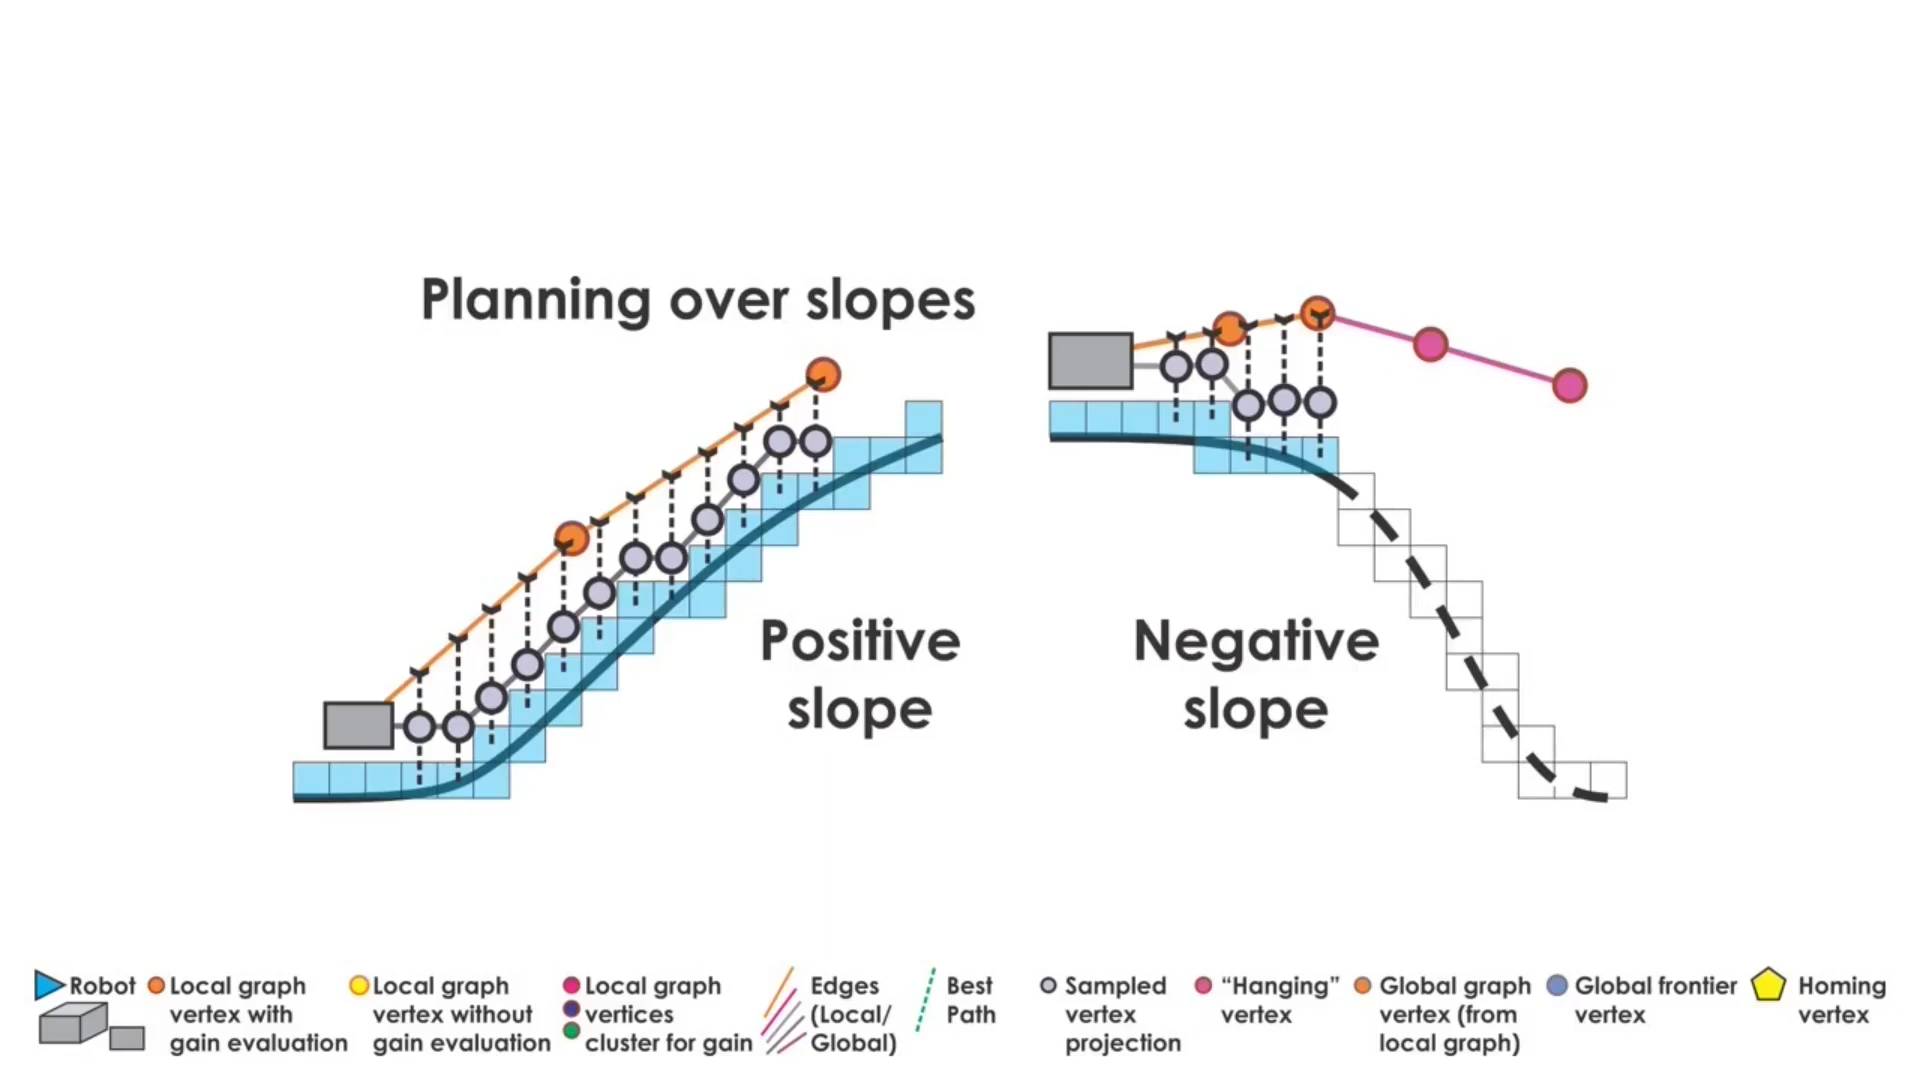 Planning over slopes
Positive
slope
Negative
slope
Robot
Local graph
vertex with
gain evaluation
Local graph
vertex without
gain evaluation
Local graph
vertices
cluster for gain
Edges
(Local/
Global)
Best
Path
Sampled
vertex
projection
“Hanging”
vertex
Global graph
vertex (from
local graph)
Global frontier
vertex
Homing
vertex